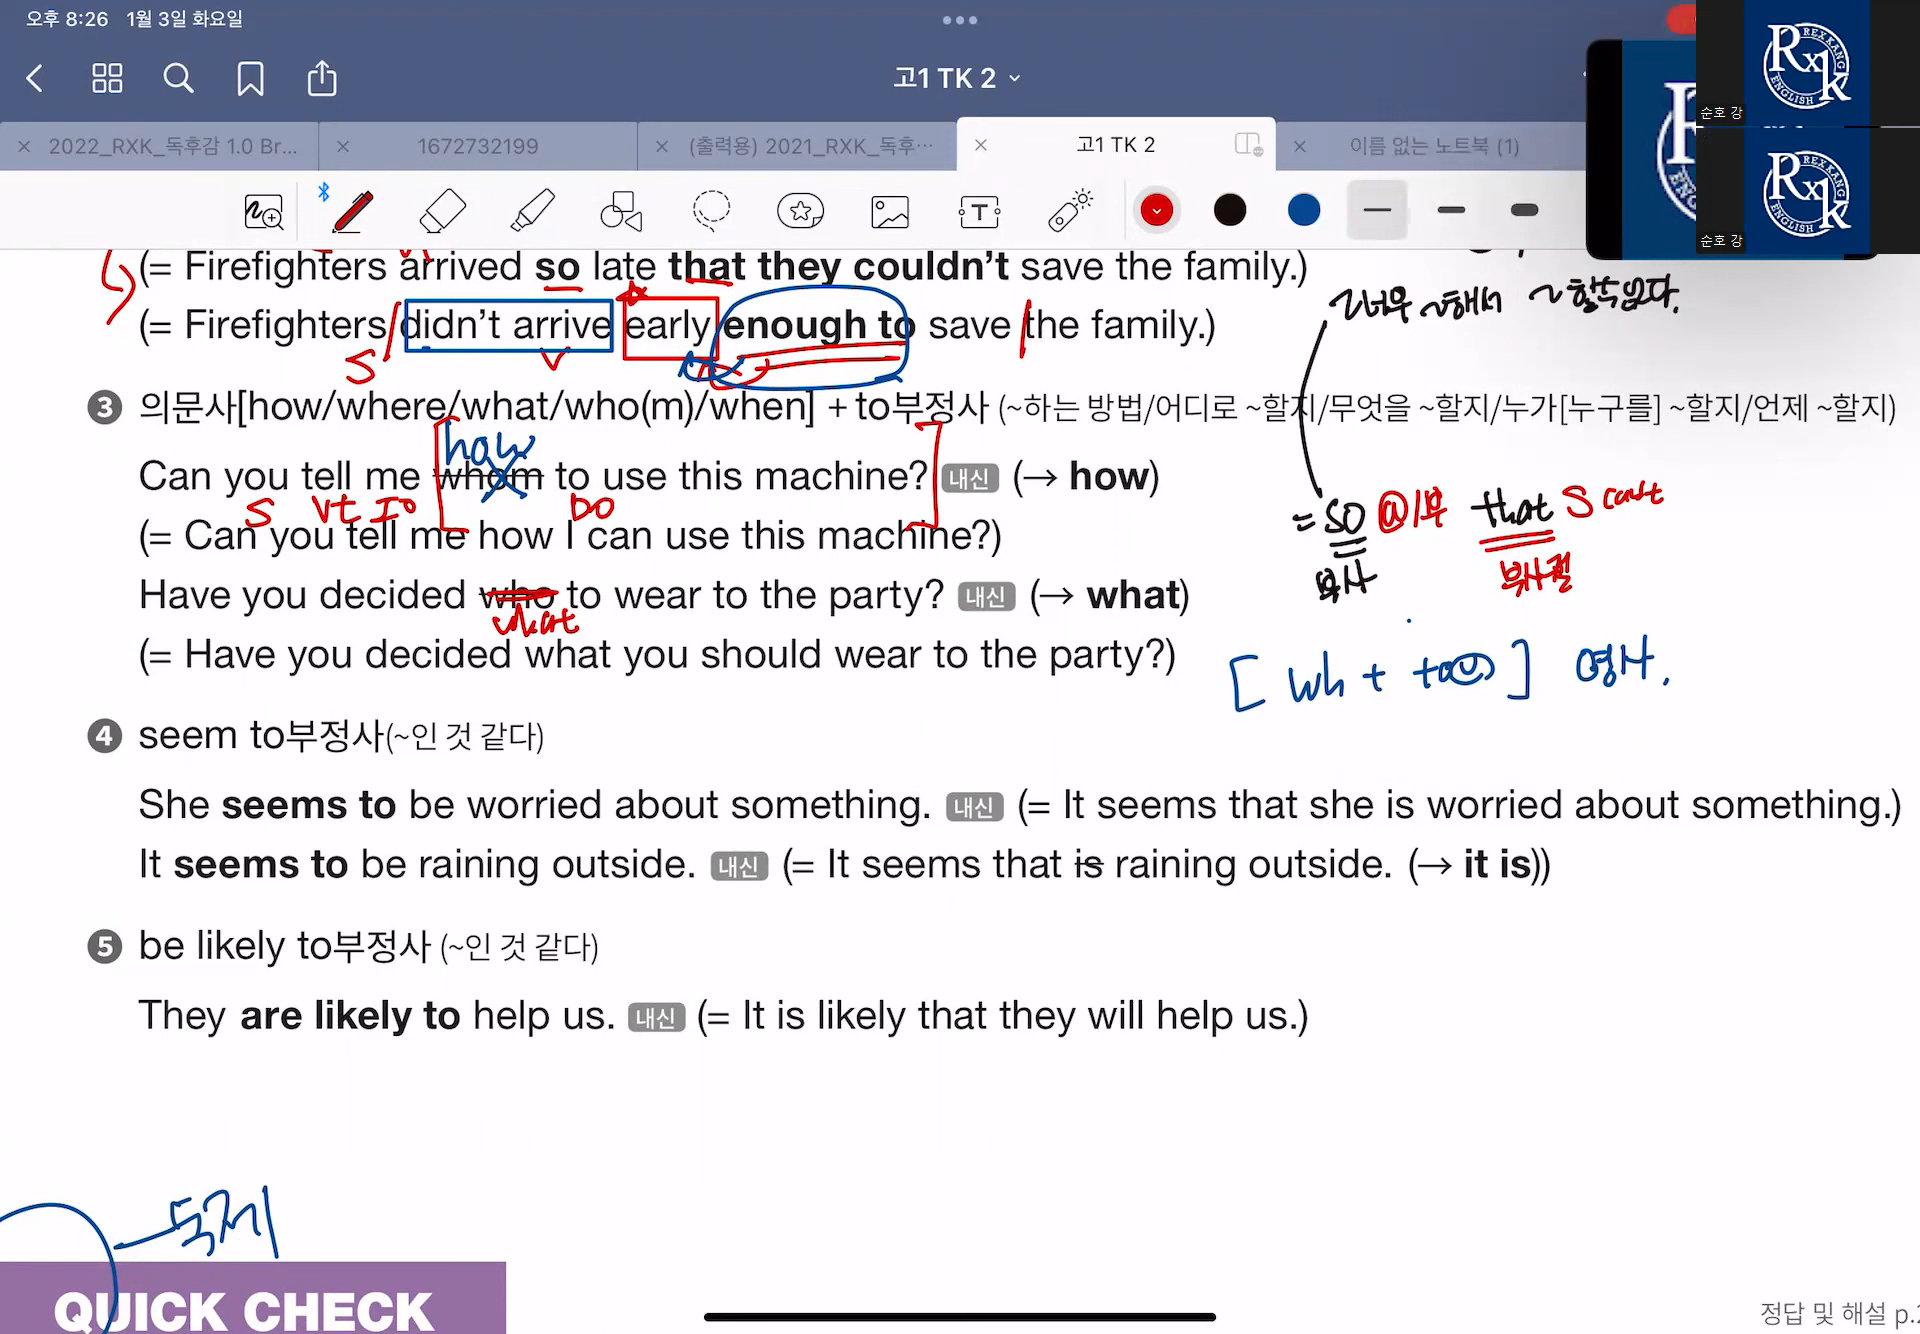 오후 8:26 1월 3일 화요일
고1 TK 2
2022_RXK_독후감 1.0 Br...
1672732199
(출력용) 2021_RXK_독후...
고1 TK 2
이름 없는 노트북 (1)
REX KANG
RxK
ENGLISH
순호 강
REX KANG
RxK
ENGLISH
순호 강
(= Firefighters arrived so late that they couldn't save the family.)
~너무 ~해서 ~할 수 없다.
(= Firefighters didn't arrive early enough to save the family.)
S V
3 의문사[how/where/what/who(m)/when] + to부정사 (~하는 방법/어디로 ~할지/무엇을 ~할지/누가[누구를] ~할지/언제 ~할지)
how
Can you tell me whom to use this machine? 내신 (→ how)
S Vt IO DO
= so that S can't
부사 부사절
(= Can you tell me how I can use this machine?)
Have you decided who to wear to the party? 내신 (→ what)
what
(= Have you decided what you should wear to the party?)
[ wh + to ] 명사.
4 seem to부정사(~인 것 같다)
She seems to be worried about something. 내신 (= It seems that she is worried about something.)
It seems to be raining outside. 내신 (= It seems that is raining outside. (→ it is))
5 be likely to부정사 (~인 것 같다)
They are likely to help us. 내신 (= It is likely that they will help us.)
숙제
QUICK CHECK
정답 및 해설 p.